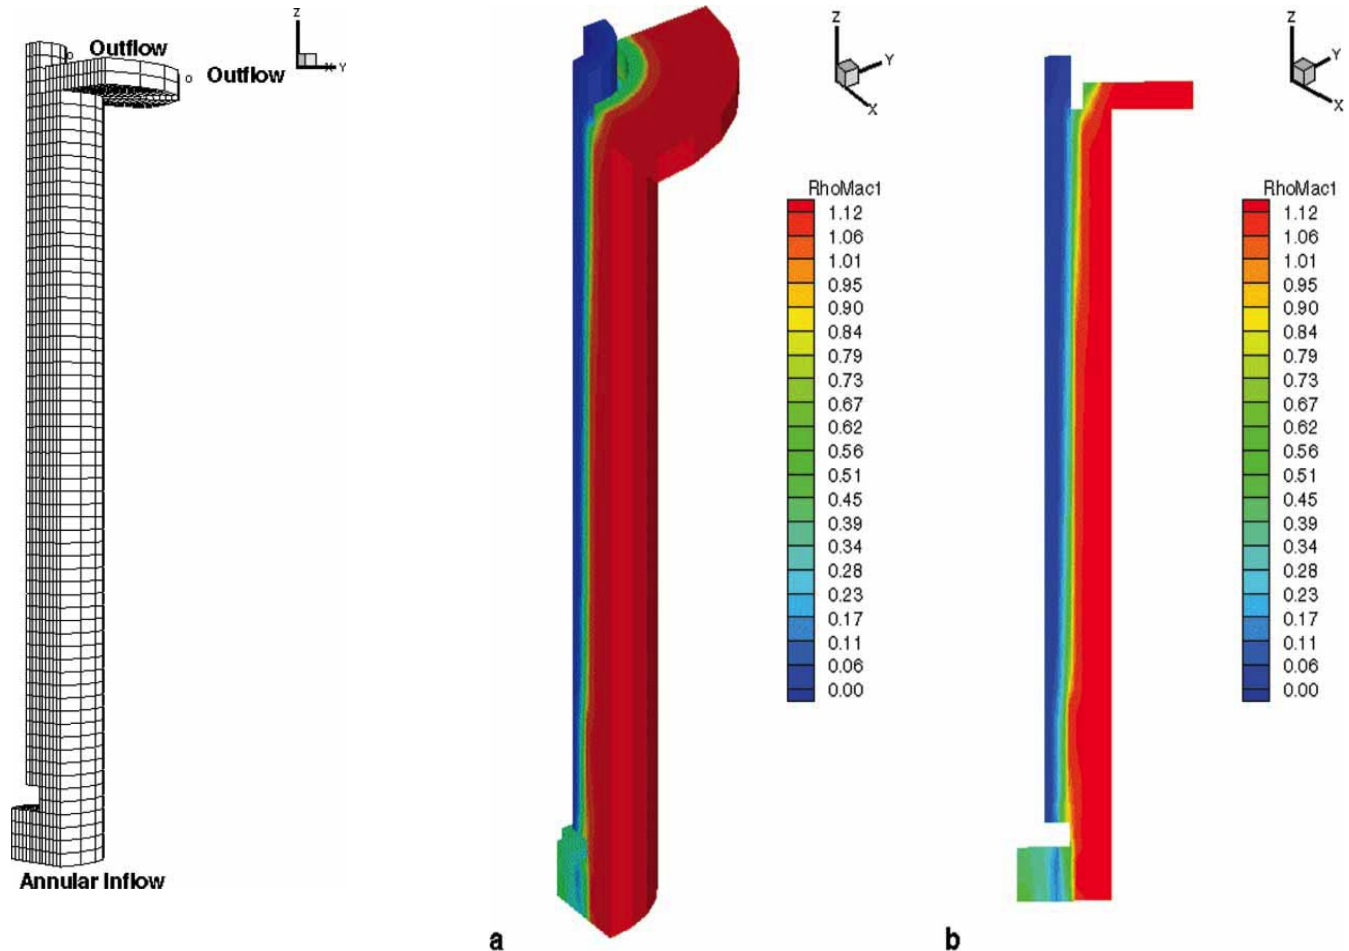 Z
Y
Outflow
Outflow
Annular Inflow
Z
Y
X
RhoMac1
1.12
1.06
1.01
0.95
0.90
0.84
0.79
0.73
0.67
0.62
0.56
0.51
0.45
0.39
0.34
0.28
0.23
0.17
0.11
0.06
0.00
a
Z
Y
X
RhoMac1
1.12
1.06
1.01
0.95
0.90
0.84
0.79
0.73
0.67
0.62
0.56
0.51
0.45
0.39
0.34
0.28
0.23
0.17
0.11
0.06
0.00
b